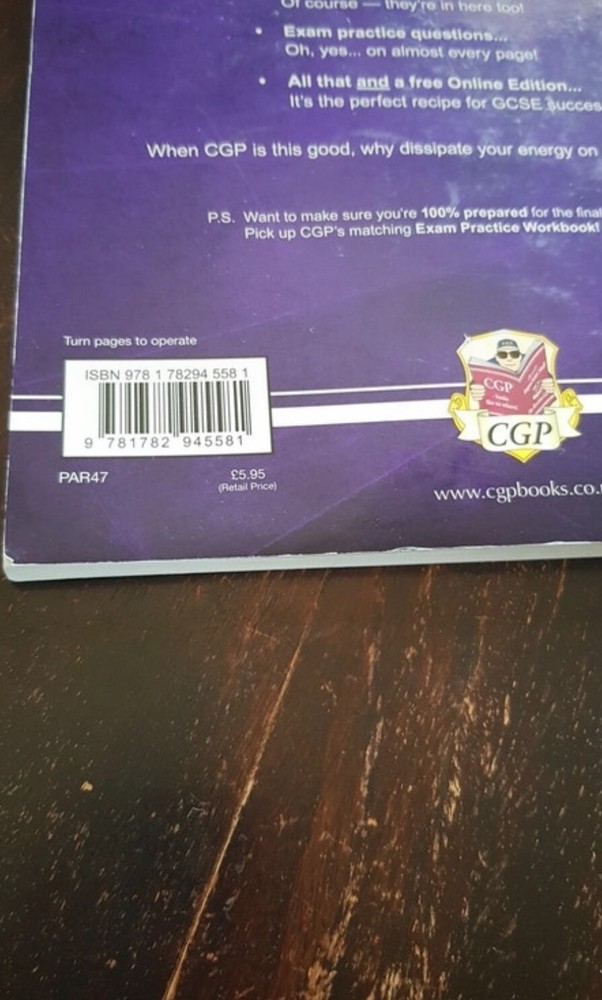 Of course — they're in here too!
• Exam practice questions...
Oh, yes... on almost every page!
• All that and a free Online Edition...
It's the perfect recipe for GCSE succes
When CGP is this good, why dissipate your energy on
P.S. Want to make sure you're 100% prepared for the final
Pick up CGP's matching Exam Practice Workbook!
Turn pages to operate
ISBN 978 1 78294 558 1
9 781782 945581
PAR47
£5.95
(Retail Price)
CGP
CGP
www.cgpbooks.co.